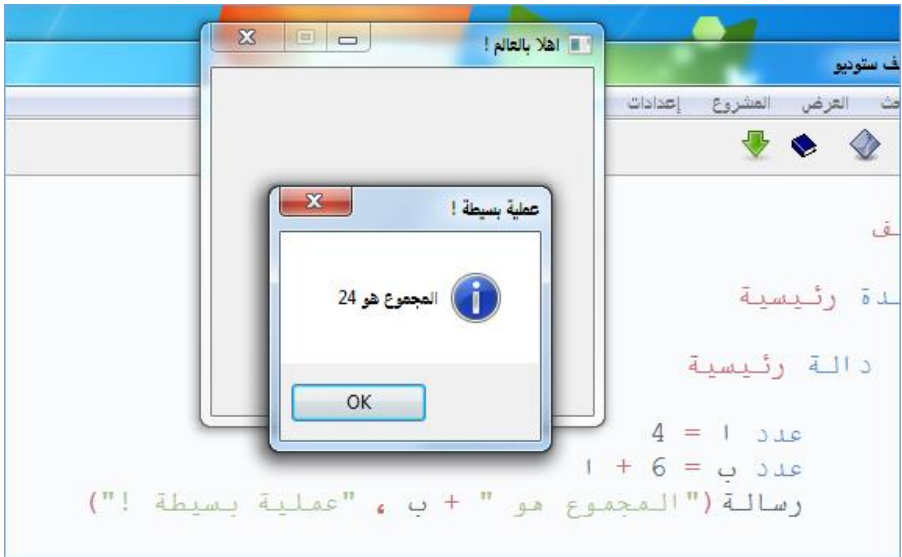 اهلا بالعالم !
ستوديو
العرض المشروع إعدادات
عملية بسيطة !
المجموع هو 24
OK
رئيسية
دالة رئيسية
عدد ا = 4
عدد ب = 6 + ا
رسالة ("المجموع هو " + ب ، "عملية بسيطة !")